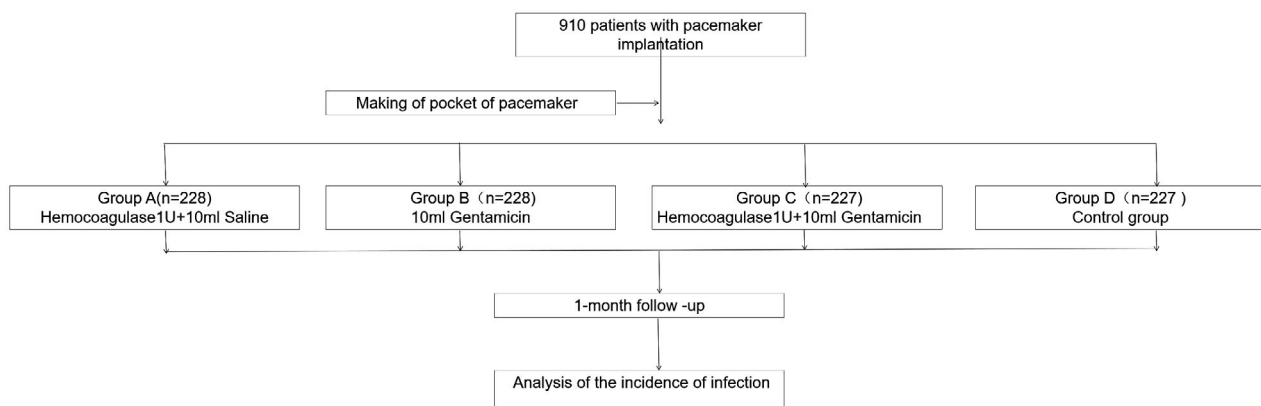 910 patients with pacemaker
implantation
Making of pocket of pacemaker
Group A(n=228)
Hemocoagulase1U+10ml Saline
Group B（n=228)
10ml Gentamicin
Group C（n=227)
Hemocoagulase1U+10ml Gentamicin
Group D（n=227 ）
Control group
1-month follow -up
Analysis of the incidence of infection